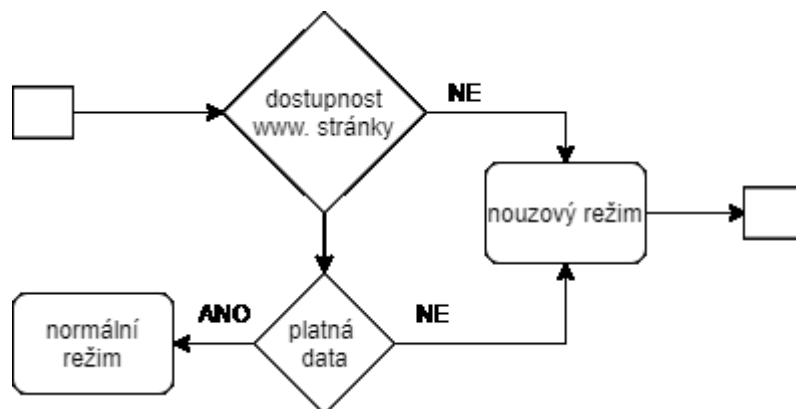 dostupnost
www. stránky
NE
nouzový režim
normální
režim
ANO
platná
data
NE